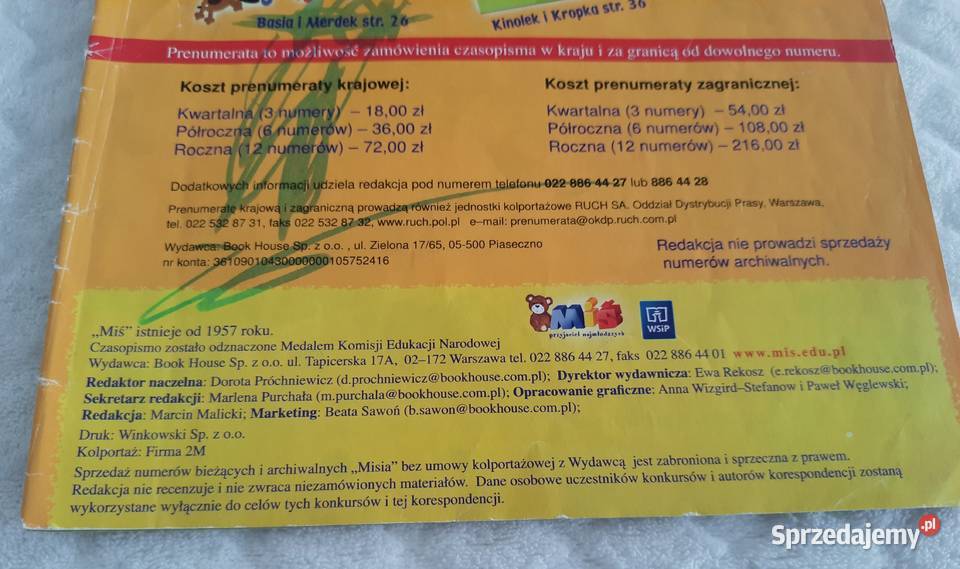 Basia i Merdek str. 26
Kinolek i Kropka str. 36
Prenumerata to możliwość zamówienia czasopisma w kraju i za granicą od dowolnego numeru.
Koszt prenumeraty krajowej:
Kwartalna (3 numery) – 18,00 zł
Półroczna (6 numerów) – 36,00 zł
Roczna (12 numerów) – 72,00 zł
Koszt prenumeraty zagranicznej:
Kwartalna (3 numery) – 54,00 zł
Półroczna (6 numerów) – 108,00 zł
Roczna (12 numerów) – 216,00 zł
Dodatkowych informacji udziela redakcja pod numerem telefonu 022 886 44 27 lub 886 44 28
Prenumeratę krajową i zagraniczną prowadzą również jednostki kolportażowe RUCH SA. Oddział Dystrybucji Prasy, Warszawa,
tel. 022 532 87 31, faks 022 532 87 32, www.ruch.pol.pl e–mail: prenumerata@okdp.ruch.com.pl
Wydawca: Book House Sp. z o.o. , ul. Zielona 17/65, 05-500 Piaseczno
nr konta: 36109010430000000105752416
Redakcja nie prowadzi sprzedaży
numerów archiwalnych.
Miś
przyjaciel najmłodszych
WSiP
„Miś” istnieje od 1957 roku.
Czasopismo zostało odznaczone Medalem Komisji Edukacji Narodowej
Wydawca: Book House Sp. z o.o. ul. Tapicerska 17A, 02–172 Warszawa tel. 022 886 44 27, faks 022 886 44 01 www.mis.edu.pl
Redaktor naczelna: Dorota Próchniewicz (d.prochniewicz@bookhouse.com.pl); Dyrektor wydawnicza: Ewa Rekosz (e.rekosz@bookhouse.com.pl);
Sekretarz redakcji: Marlena Purchała (m.purchala@bookhouse.com.pl); Opracowanie graficzne: Anna Wizgird–Stefanow i Paweł Węglewski;
Redakcja: Marcin Malicki; Marketing: Beata Sawoń (b.sawon@bookhouse.com.pl);
Druk: Winkowski Sp. z o.o.
Kolportaż: Firma 2M
Sprzedaż numerów bieżących i archiwalnych „Misia” bez umowy kolportażowej z Wydawcą jest zabroniona i sprzeczna z prawem.
Redakcja nie recenzuje i nie zwraca niezamówionych materiałów. Dane osobowe uczestników konkursów i autorów korespondencji zostaną
wykorzystane wyłącznie do celów tych konkursów i tej korespondencji.
Sprzedajemy.pl